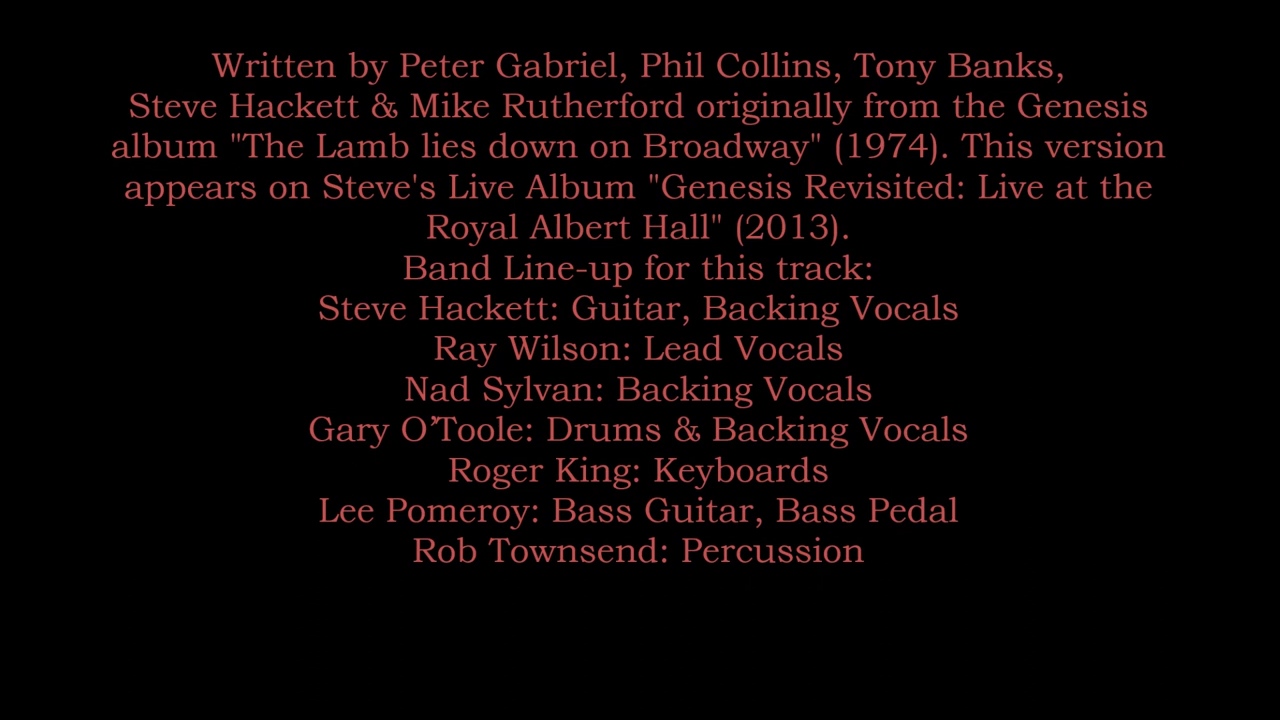 Written by Peter Gabriel, Phil Collins, Tony Banks,
Steve Hackett & Mike Rutherford originally from the Genesis
album "The Lamb lies down on Broadway" (1974). This version
appears on Steve's Live Album "Genesis Revisited: Live at the
Royal Albert Hall" (2013).
Band Line-up for this track:
Steve Hackett: Guitar, Backing Vocals
Ray Wilson: Lead Vocals
Nad Sylvan: Backing Vocals
Gary O’Toole: Drums & Backing Vocals
Roger King: Keyboards
Lee Pomeroy: Bass Guitar, Bass Pedal
Rob Townsend: Percussion